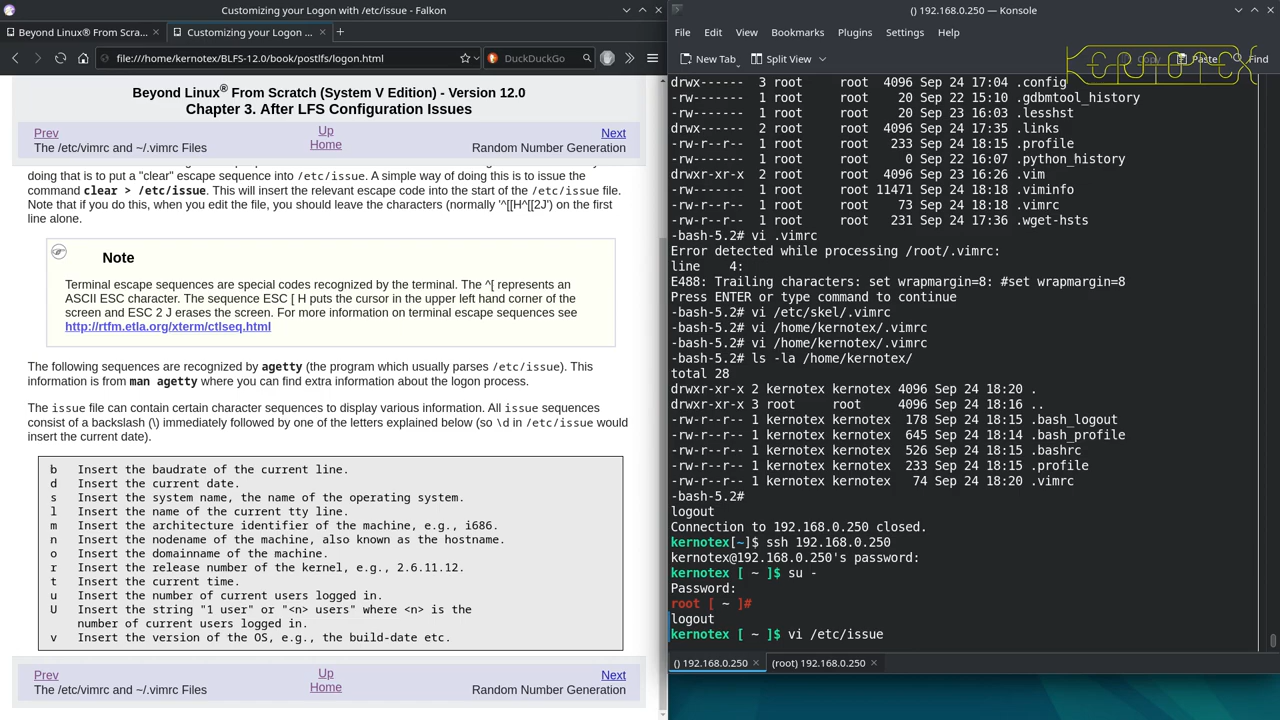 Customizing your Logon with /etc/issue - Falkon
Beyond Linux® From Scra...
Customizing your Logon ...
file:///home/kernotex/BLFS-12.0/book/postlfs/logon.html
DuckDuckGo
Beyond Linux® From Scratch (System V Edition) - Version 12.0
Chapter 3. After LFS Configuration Issues
Prev
Up
Next
The /etc/vimrc and ~/.vimrc Files
Home
Random Number Generation
doing that is to put a "clear" escape sequence into /etc/issue. A simple way of doing this is to issue the
command clear > /etc/issue. This will insert the relevant escape code into the start of the /etc/issue file.
Note that if you do this, when you edit the file, you should leave the characters (normally '^[[H^[[2J') on the first
line alone.
Note
Terminal escape sequences are special codes recognized by the terminal. The ^[ represents an
ASCII ESC character. The sequence ESC [ H puts the cursor in the upper left hand corner of the
screen and ESC 2 J erases the screen. For more information on terminal escape sequences see
http://rtfm.etla.org/xterm/ctlseq.html
The following sequences are recognized by agetty (the program which usually parses /etc/issue). This
information is from man agetty where you can find extra information about the logon process.
The issue file can contain certain character sequences to display various information. All issue sequences
consist of a backslash (\) immediately followed by one of the letters explained below (so \d in /etc/issue would
insert the current date).
b   Insert the baudrate of the current line.
d   Insert the current date.
s   Insert the system name, the name of the operating system.
l   Insert the name of the current tty line.
m   Insert the architecture identifier of the machine, e.g., i686.
n   Insert the nodename of the machine, also known as the hostname.
o   Insert the domainname of the machine.
r   Insert the release number of the kernel, e.g., 2.6.11.12.
t   Insert the current time.
u   Insert the number of current users logged in.
U   Insert the string "1 user" or "<n> users" where <n> is the
number of current users logged in.
v   Insert the version of the OS, e.g., the build-date etc.
Prev
Up
Next
The /etc/vimrc and ~/.vimrc Files
Home
Random Number Generation
() 192.168.0.250 — Konsole
File Edit View Bookmarks Plugins Settings Help
New Tab
Split View
Copy
Paste
Find
KERNOTEX
drwx------ 3 root     root     4096 Sep 24 17:04 .config
-rw------- 1 root     root       20 Sep 22 15:10 .gdbmtool_history
-rw------- 1 root     root       20 Sep 23 16:03 .lesshst
drwx------ 2 root     root     4096 Sep 24 17:35 .links
-rw-r--r-- 1 root     root      233 Sep 24 18:15 .profile
-rw------- 1 root     root        0 Sep 22 16:07 .python_history
drwxr-xr-x 2 root     root     4096 Sep 23 16:26 .vim
-rw------- 1 root     root    11471 Sep 24 18:18 .viminfo
-rw-r--r-- 1 root     root       73 Sep 24 18:18 .vimrc
-rw-r--r-- 1 root     root      231 Sep 24 17:36 .wget-hsts
-bash-5.2# vi .vimrc
Error detected while processing /root/.vimrc:
line    4:
E488: Trailing characters: set wrapmargin=8: #set wrapmargin=8
Press ENTER or type command to continue
-bash-5.2# vi /etc/skel/.vimrc
-bash-5.2# vi /home/kernotex/.vimrc
-bash-5.2# vi /home/kernotex/.vimrc
-bash-5.2# ls -la /home/kernotex/
total 28
drwxr-xr-x 2 kernotex kernotex 4096 Sep 24 18:20 .
drwxr-xr-x 3 root     root     4096 Sep 24 18:16 ..
-rw-r--r-- 1 kernotex kernotex  178 Sep 24 18:15 .bash_logout
-rw-r--r-- 1 kernotex kernotex  645 Sep 24 18:14 .bash_profile
-rw-r--r-- 1 kernotex kernotex  526 Sep 24 18:15 .bashrc
-rw-r--r-- 1 kernotex kernotex  233 Sep 24 18:15 .profile
-rw-r--r-- 1 kernotex kernotex   74 Sep 24 18:20 .vimrc
-bash-5.2#
logout
Connection to 192.168.0.250 closed.
kernotex[~]$ ssh 192.168.0.250
kernotex@192.168.0.250's password:
kernotex [ ~ ]$ su -
Password:
root [ ~ ]#
logout
kernotex [ ~ ]$ vi /etc/issue
() 192.168.0.250
(root) 192.168.0.250